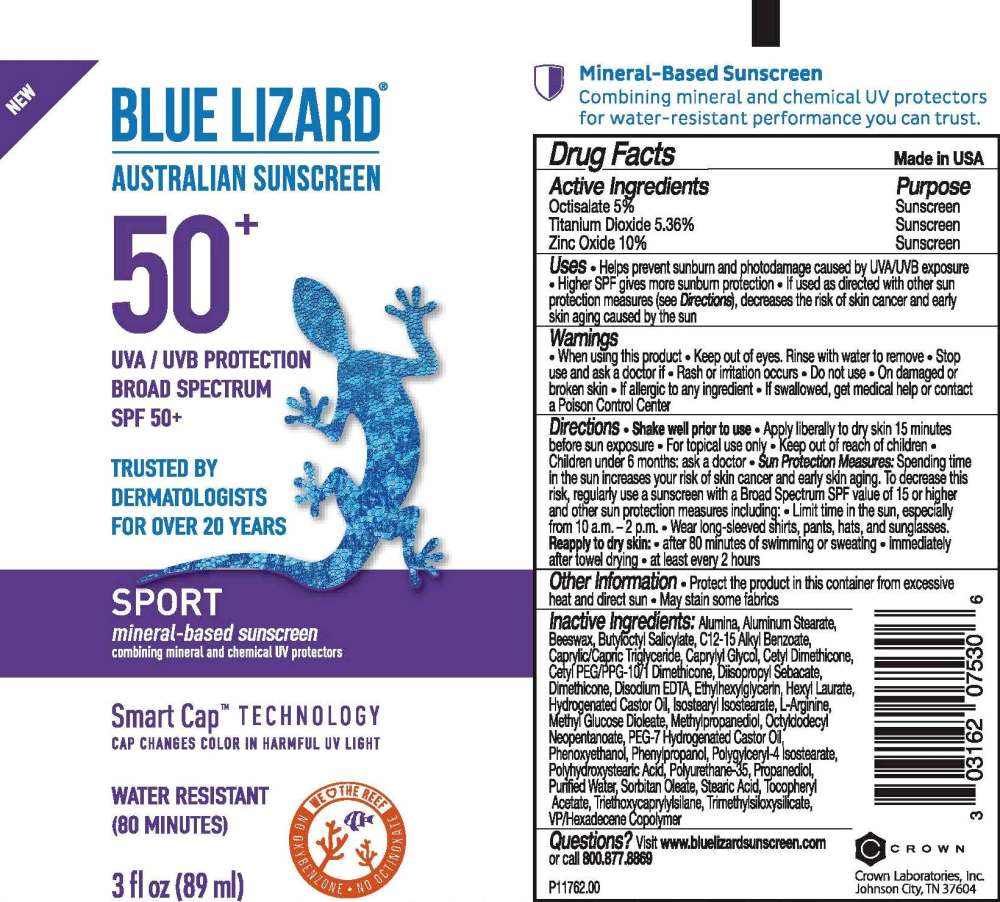 NEW
BLUE LIZARD®
AUSTRALIAN SUNSCREEN
50+
UVA / UVB PROTECTION
BROAD SPECTRUM
SPF 50+
TRUSTED BY
DERMATOLOGISTS
FOR OVER 20 YEARS
SPORT
mineral-based sunscreen
combining mineral and chemical UV protectors
Smart Cap™ TECHNOLOGY
CAP CHANGES COLOR IN HARMFUL UV LIGHT
WATER RESISTANT
(80 MINUTES)
WE ♡ THE REEF
NO OXYBENZONE • NO OCTINOXATE
3 fl oz (89 ml)
Mineral-Based Sunscreen
Combining mineral and chemical UV protectors
for water-resistant performance you can trust.
Drug Facts Made in USA
Active Ingredients Purpose
Octisalate 5% Sunscreen
Titanium Dioxide 5.36% Sunscreen
Zinc Oxide 10% Sunscreen
Uses • Helps prevent sunburn and photodamage caused by UVA/UVB exposure
• Higher SPF gives more sunburn protection • If used as directed with other sun
protection measures (see Directions), decreases the risk of skin cancer and early
skin aging caused by the sun
Warnings
• When using this product • Keep out of eyes. Rinse with water to remove • Stop
use and ask a doctor if • Rash or irritation occurs • Do not use • On damaged or
broken skin • If allergic to any ingredient • If swallowed, get medical help or contact
a Poison Control Center
Directions • Shake well prior to use • Apply liberally to dry skin 15 minutes
before sun exposure • For topical use only • Keep out of reach of children •
Children under 6 months: ask a doctor • Sun Protection Measures: Spending time
in the sun increases your risk of skin cancer and early skin aging. To decrease this
risk, regularly use a sunscreen with a Broad Spectrum SPF value of 15 or higher
and other sun protection measures including: • Limit time in the sun, especially
from 10 a.m. – 2 p.m. • Wear long-sleeved shirts, pants, hats, and sunglasses.
Reapply to dry skin: • after 80 minutes of swimming or sweating • immediately
after towel drying • at least every 2 hours
Other Information • Protect the product in this container from excessive
heat and direct sun • May stain some fabrics
Inactive Ingredients: Alumina, Aluminum Stearate,
Beeswax, Butyloctyl Salicylate, C12-15 Alkyl Benzoate,
Caprylic/Capric Triglyceride, Caprylyl Glycol, Cetyl Dimethicone,
Cetyl PEG/PPG-10/1 Dimethicone, Diisopropyl Sebacate,
Dimethicone, Disodium EDTA, Ethylhexylglycerin, Hexyl Laurate,
Hydrogenated Castor Oil, Isostearyl Isostearate, L-Arginine,
Methyl Glucose Dioleate, Methylpropanediol, Octyldodecyl
Neopentanoate, PEG-7 Hydrogenated Castor Oil,
Phenoxyethanol, Phenylpropanol, Polygylceryl-4 Isostearate,
Polyhydroxystearic Acid, Polyurethane-35, Propanediol,
Purified Water, Sorbitan Oleate, Stearic Acid, Tocopheryl
Acetate, Triethoxycaprylylsilane, Trimethylsiloxysilicate,
VP/Hexadecene Copolymer
3 03162 07530 6
Questions? Visit www.bluelizardsunscreen.com
or call 800.877.8869
P11762.00
CROWN
Crown Laboratories, Inc.
Johnson City, TN 37604